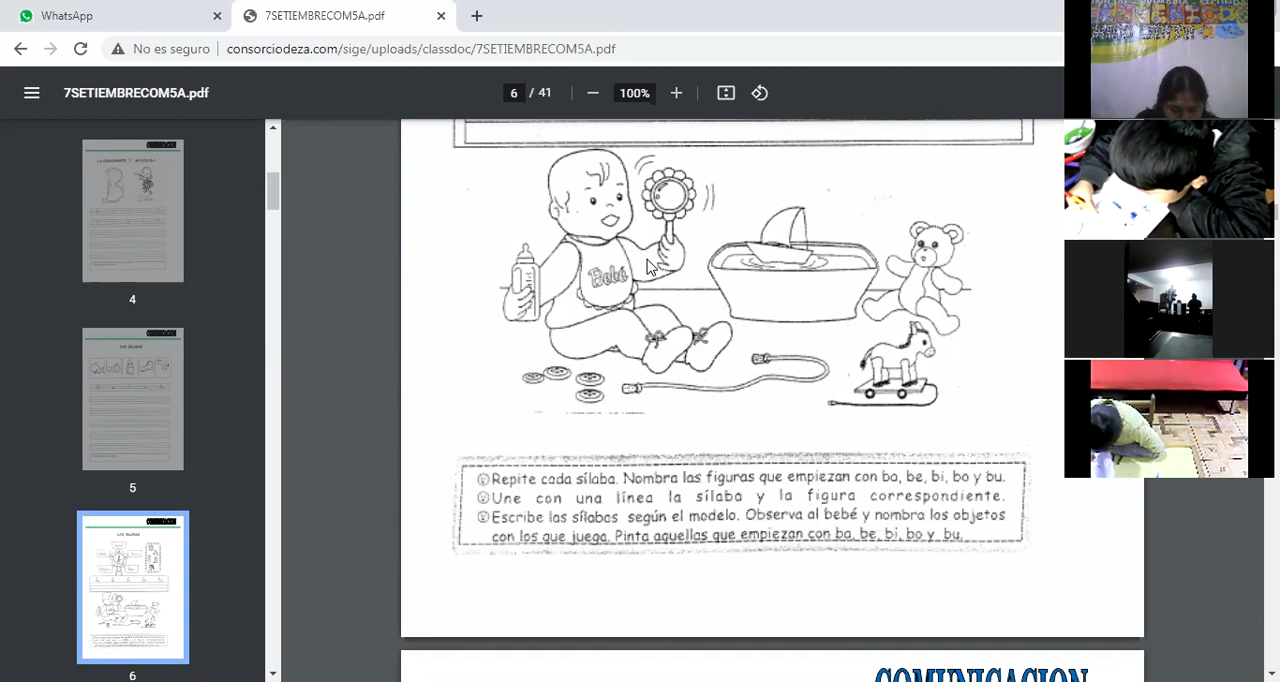 WhatsApp
7SETIEMBRECOM5A.pdf
No es seguro
consorciodeza.com/sige/uploads/classdoc/7SETIEMBRECOM5A.pdf
7SETIEMBRECOM5A.pdf
6 / 41
100%
4
5
6
Bebé
Repite cada sílaba. Nombra las figuras que empiezan con ba, be, bi, bo y bu.
Une con una línea la sílaba y la figura correspondiente.
Escribe las sílabas según el modelo. Observa al bebé y nombra los objetos
con los que juega. Pinta aquellas que empiezan con ba, be, bi, bo y bu.
COMUNICACION